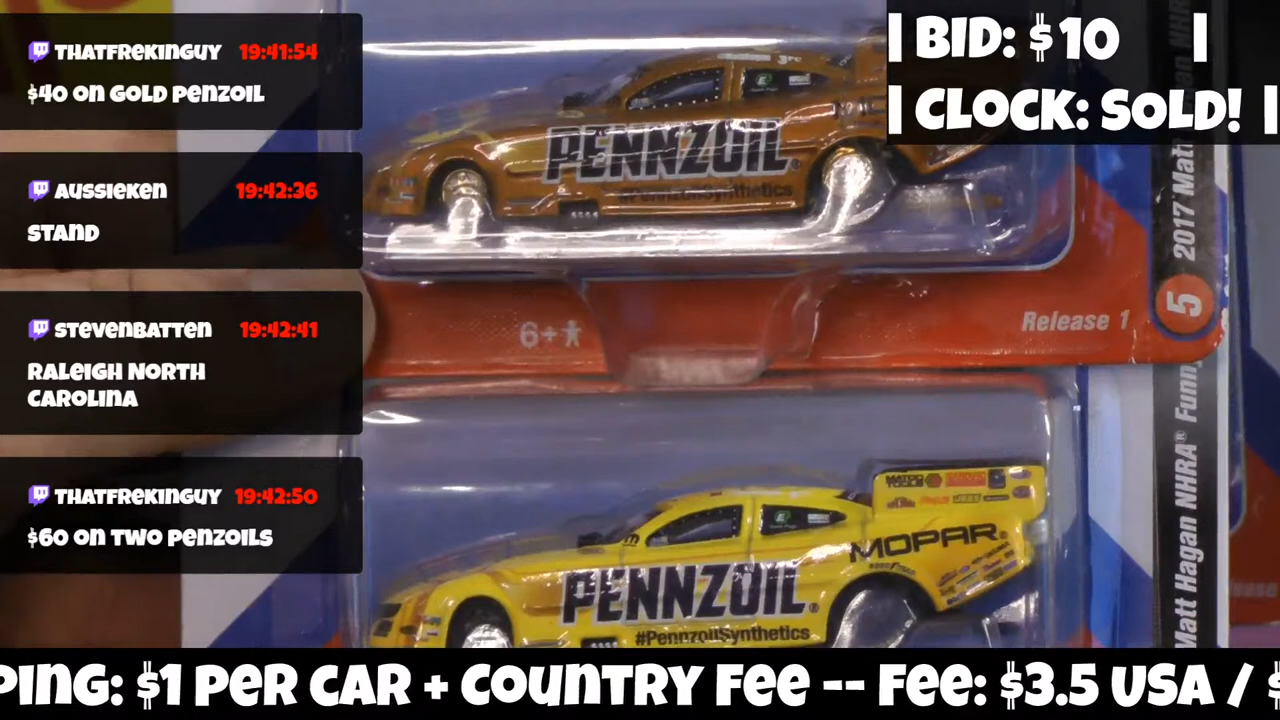 THATFREKINGUY 19:41:54
$40 ON GOLD PENZOIL
AUSSIEKEN 19:42:36
STAND
STEVENBATTEN 19:42:41
RALEIGH NORTH
CAROLINA
THATFREKINGUY 19:42:50
$60 ON TWO PENZOILS
| BID: $10 |
| CLOCK: SOLD! |
PENNZOIL
#PennzoilSynthetics
6+
Release 1
5
2017 Matt
MOPAR
PENNZOIL
#PennzoilSynthetics
Matt Hagan NHRA® Funny
PING: $1 PER CAR + COUNTRY FEE -- FEE: $3.5 USA / $